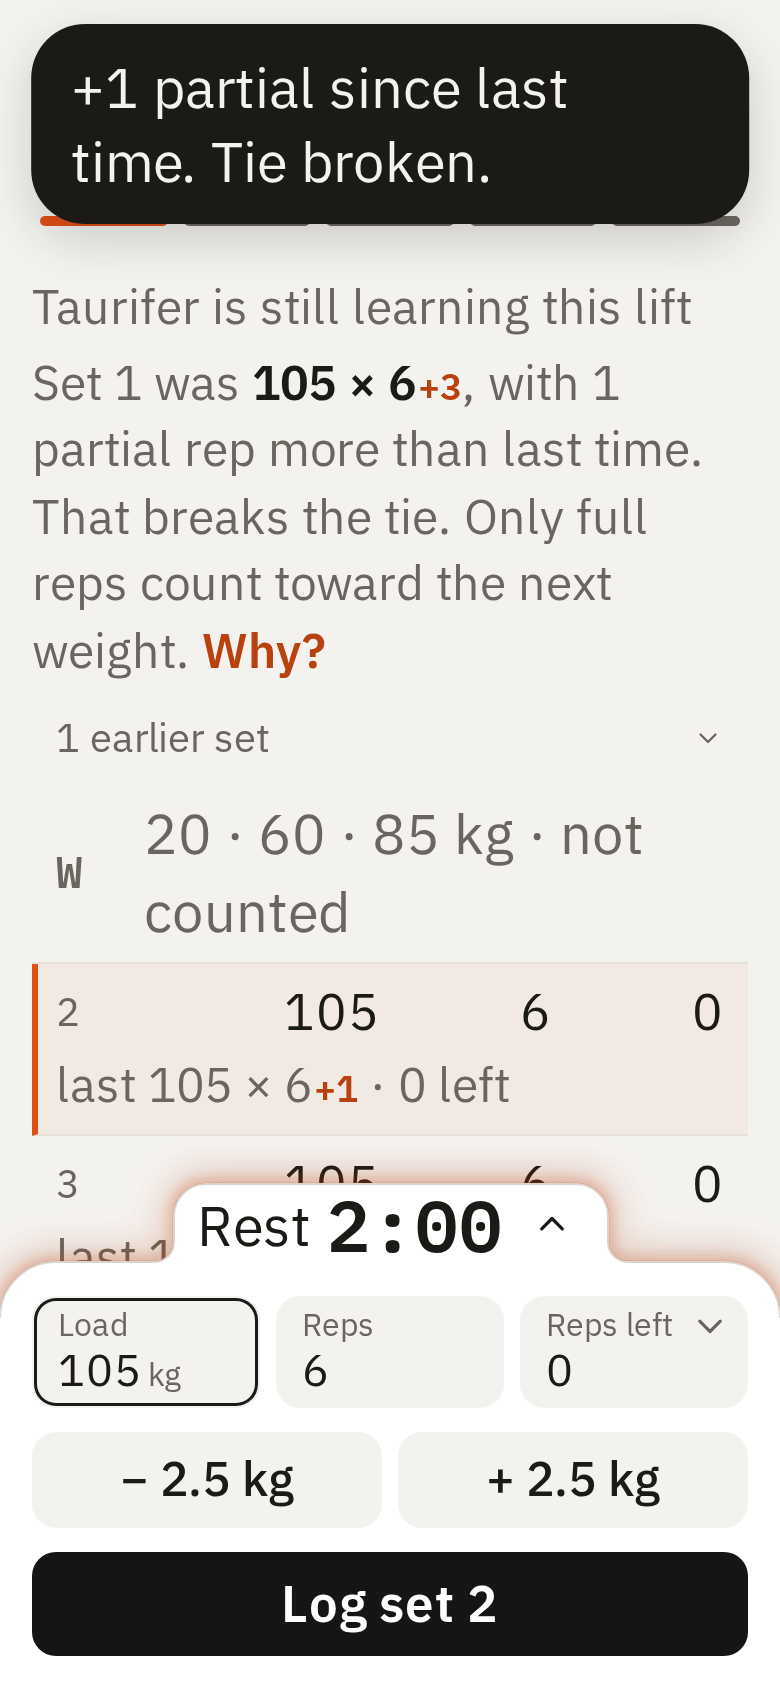 +1 partial since last
time. Tie broken.
Taurifer is still learning this lift
Set 1 was 105 × 6+3, with 1
partial rep more than last time.
That breaks the tie. Only full
reps count toward the next
weight. Why?
1 earlier set
W 20 · 60 · 85 kg · not
counted
2 105 6 0
last 105 × 6+1 · 0 left
3 105 6 0
last 1
Rest 2:00
Load Reps Reps left
105 kg 6 0
− 2.5 kg + 2.5 kg
Log set 2